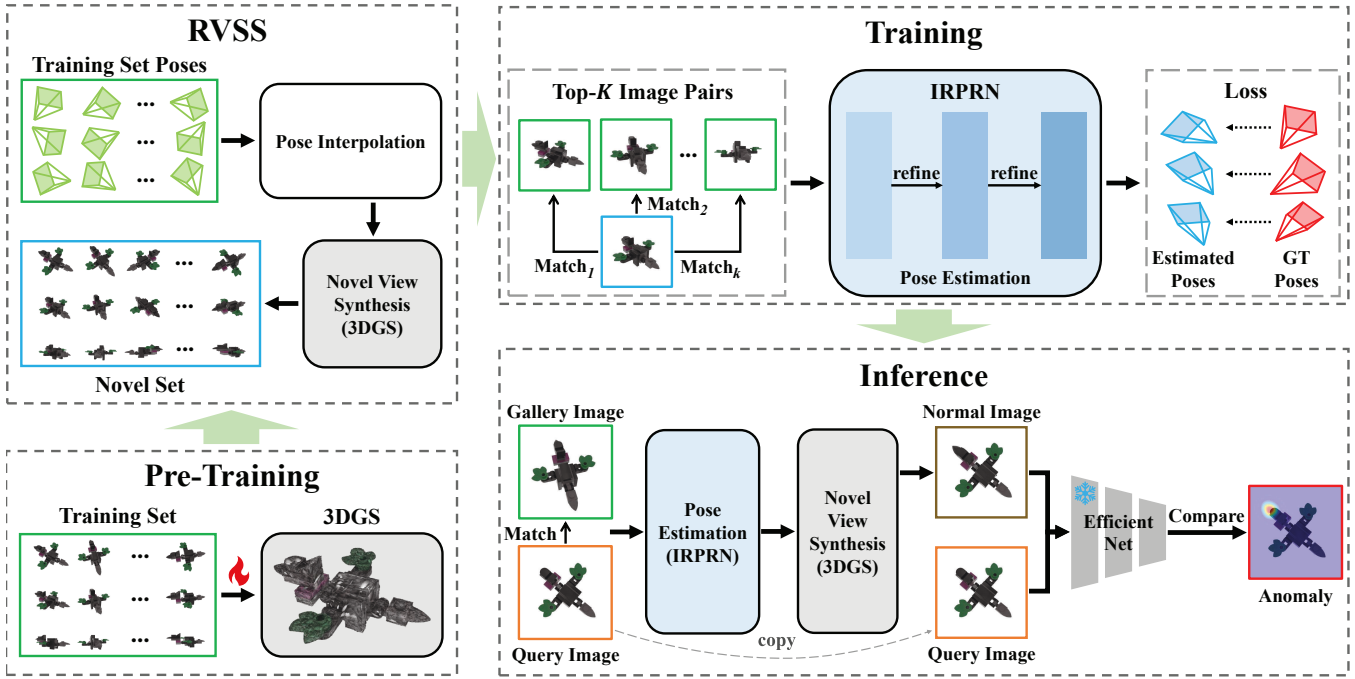 RVSS
Training Set Poses
...
...
...
Pose Interpolation
Novel View
Synthesis
(3DGS)
...
...
...
Novel Set
Pre-Training
Training Set
...
...
...
3DGS
Training
Top-K Image Pairs
...
Match1
Match2
Matchk
IRPRN
refine
refine
Pose Estimation
Loss
Estimated
Poses
GT
Poses
Inference
Gallery Image
Match
Query Image
Pose
Estimation
(IRPRN)
Novel
View
Synthesis
(3DGS)
copy
Normal Image
Query Image
Efficient
Net
Compare
Anomaly